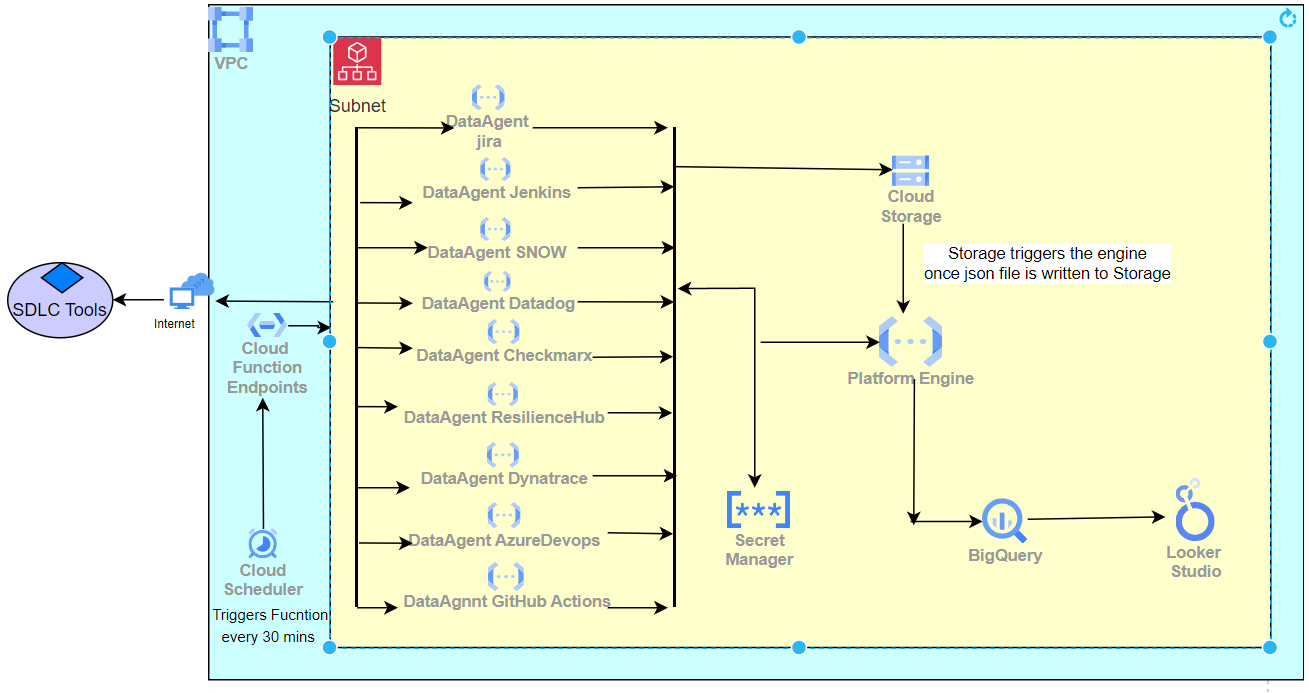 VPC
Subnet
DataAgent
jira
DataAgent Jenkins
DataAgent SNOW
DataAgent Datadog
DataAgent Checkmarx
DataAgent ResilienceHub
DataAgent Dynatrace
DataAgent AzureDevops
DataAgnnt GitHub Actions
SDLC Tools
Internet
Cloud
Function
Endpoints
Cloud
Scheduler
Triggers Fucntion
every 30 mins
Cloud
Storage
Storage triggers the engine
once json file is written to Storage
Platform Engine
***
Secret
Manager
BigQuery
Looker
Studio